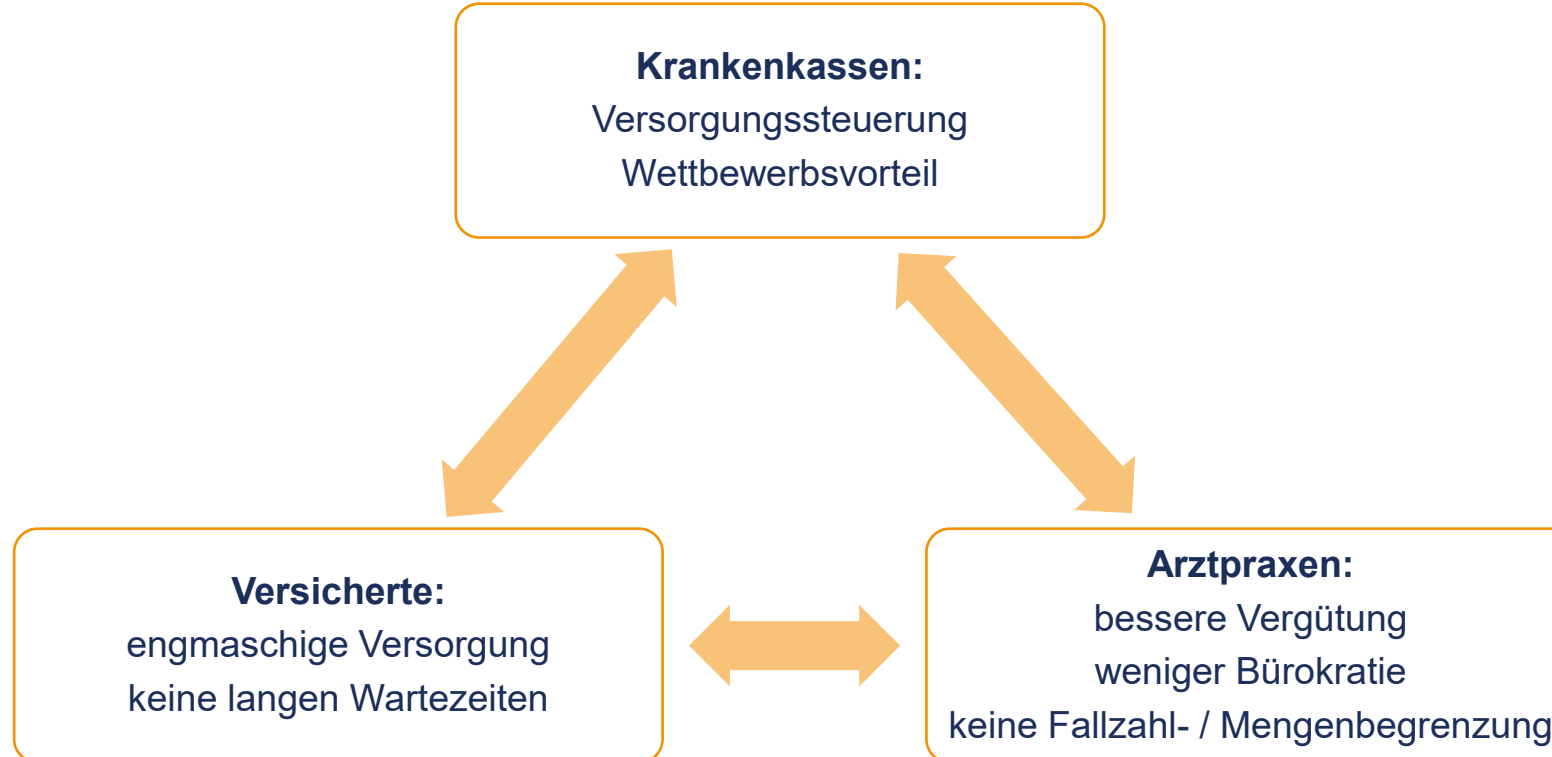 Krankenkassen:
Versorgungssteuerung
Wettbewerbsvorteil
Versicherte:
engmaschige Versorgung
keine langen Wartezeiten
Arztpraxen:
bessere Vergütung
weniger Bürokratie
keine Fallzahl- / Mengenbegrenzung